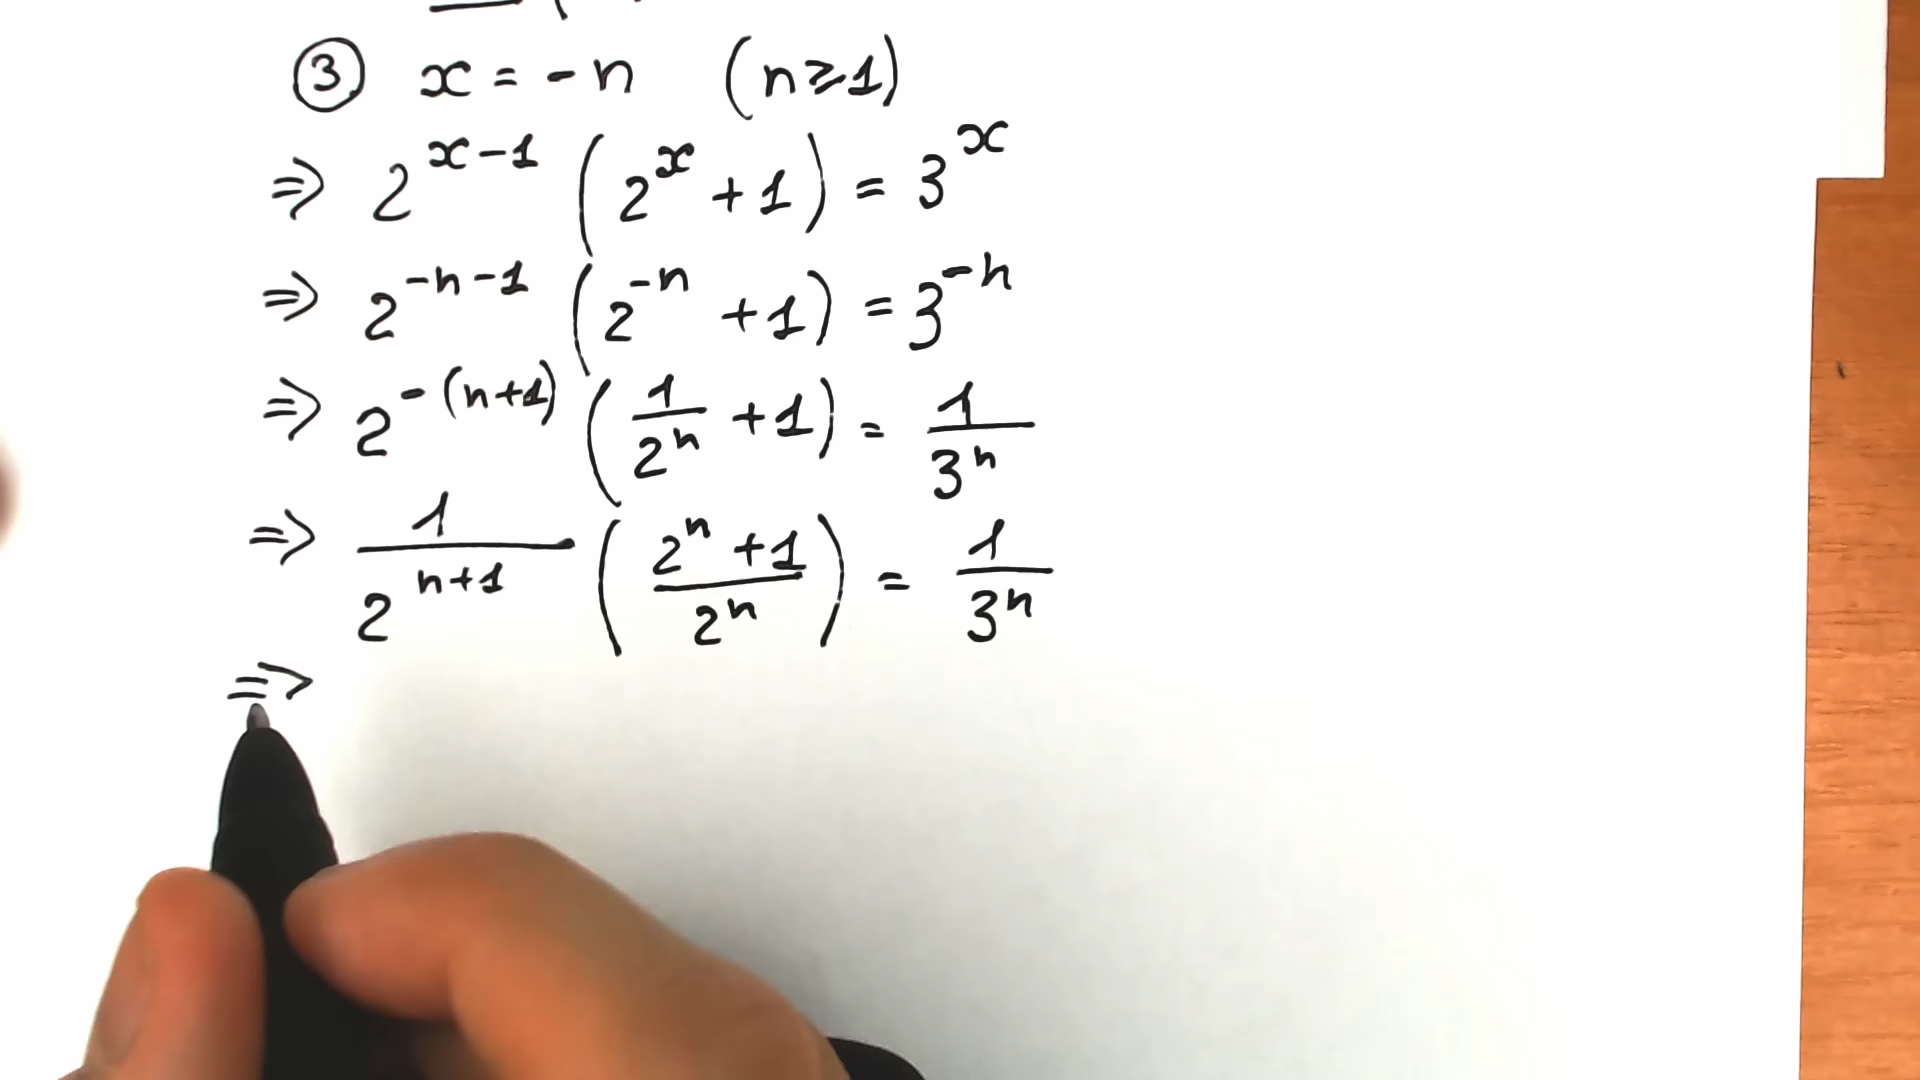 ③ x = -n (n≥1)
⇒ 2^(x-1) (2^x + 1) = 3^x
⇒ 2^(-n-1) (2^(-n) + 1) = 3^(-n)
⇒ 2^(-(n+1)) (1/2^n + 1) = 1/3^n
⇒ 1/2^(n+1) ((2^n + 1)/2^n) = 1/3^n
⇒